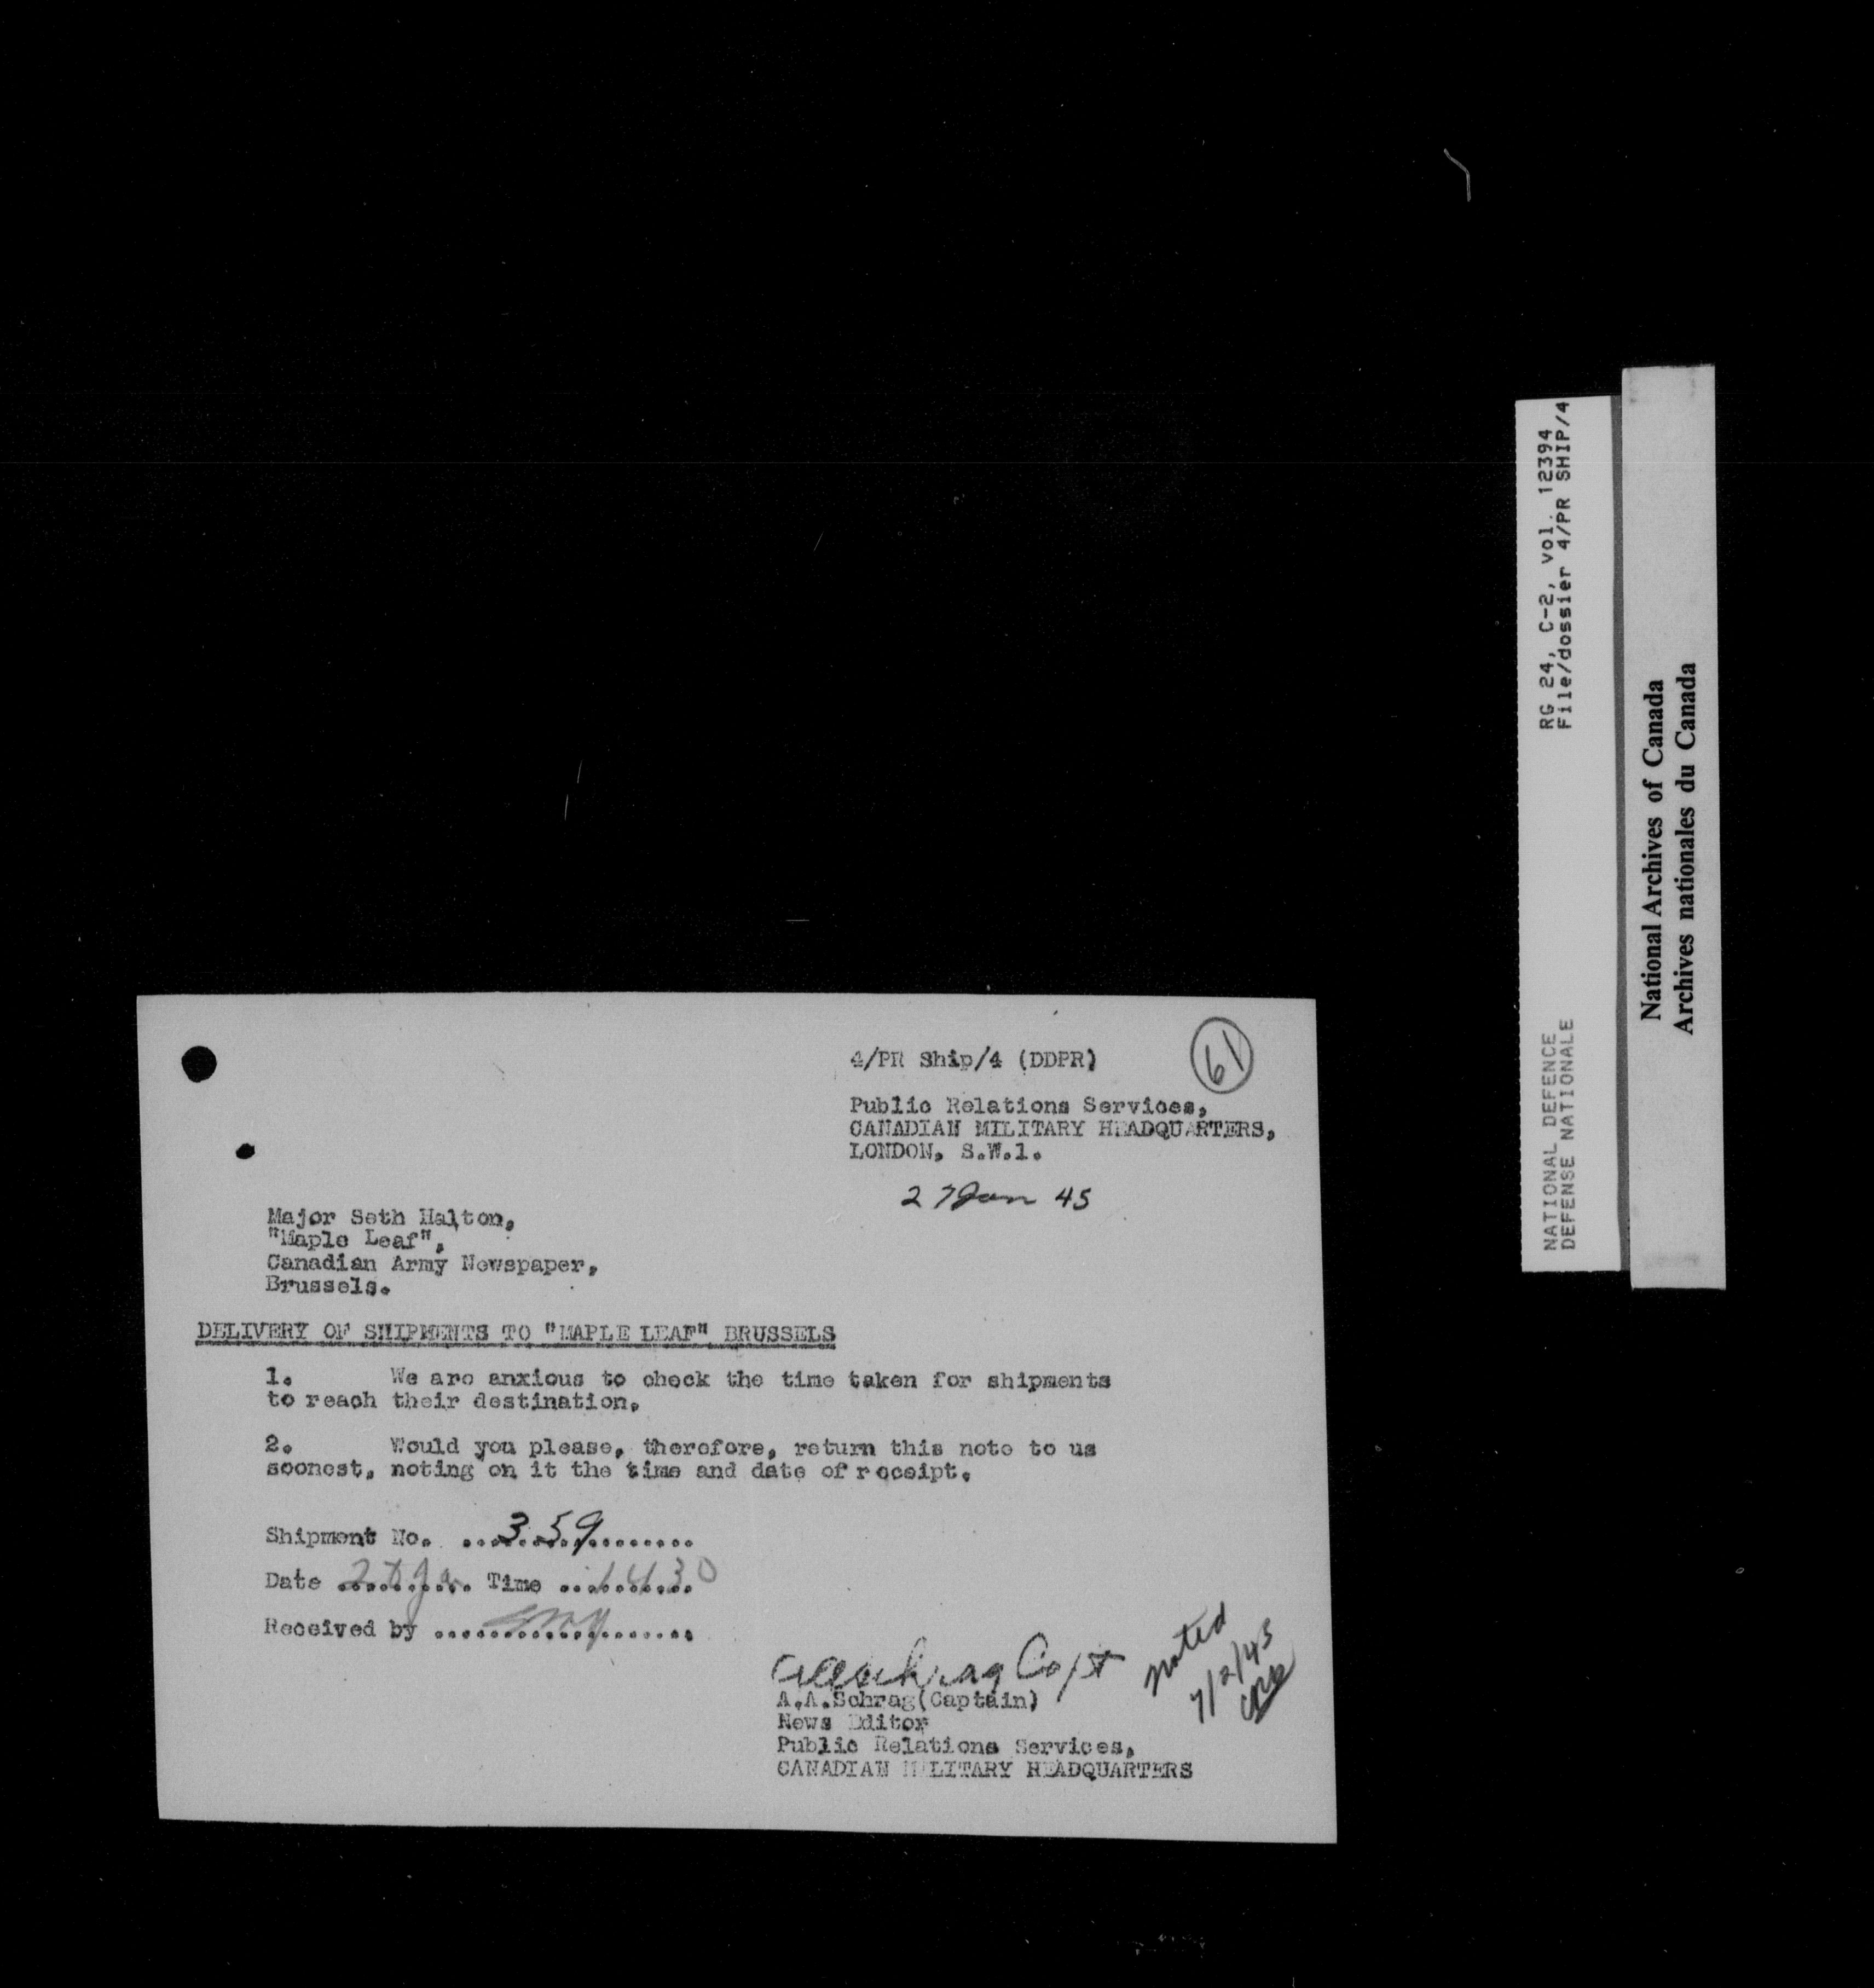 4/PR Ship/4 (DDPR)
61
Public Relations Services,
CANADIAN MILITARY HEADQUARTERS,
LONDON, S.W.1.
27 Jan 45
Major Seth Halton,
"Maple Leaf",
Canadian Army Newspaper,
Brussels.
DELIVERY OF SHIPMENTS TO "MAPLE LEAF" BRUSSELS
1. We are anxious to check the time taken for shipments
to reach their destination.
2. Would you please, therefore, return this note to us
soonest, noting on it the time and date of receipt.
Shipment No. ..359..........
Date .......... Time ..1430
Received by ....................
AASchrag Capt
noted
7/2/45
A.A.Schrag(Captain)
News Editor
Public Relations Services,
CANADIAN MILITARY HEADQUARTERS
RG 24, C-2, vol. 12394
File/dossier 4/PR SHIP/4
NATIONAL DEFENCE
DEFENSE NATIONALE
National Archives of Canada
Archives nationales du Canada